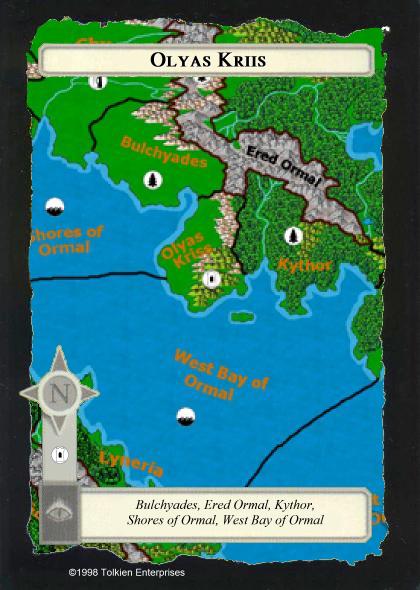 OLYAS KRIIS
Bulchyades
Ered Ormal
Shores of
Ormal
Olyas
Kriis
Kythor
West Bay of
Ormal
N
Lyneria
Bulchyades, Ered Ormal, Kythor,
Shores of Ormal, West Bay of Ormal
©1998 Tolkien Enterprises